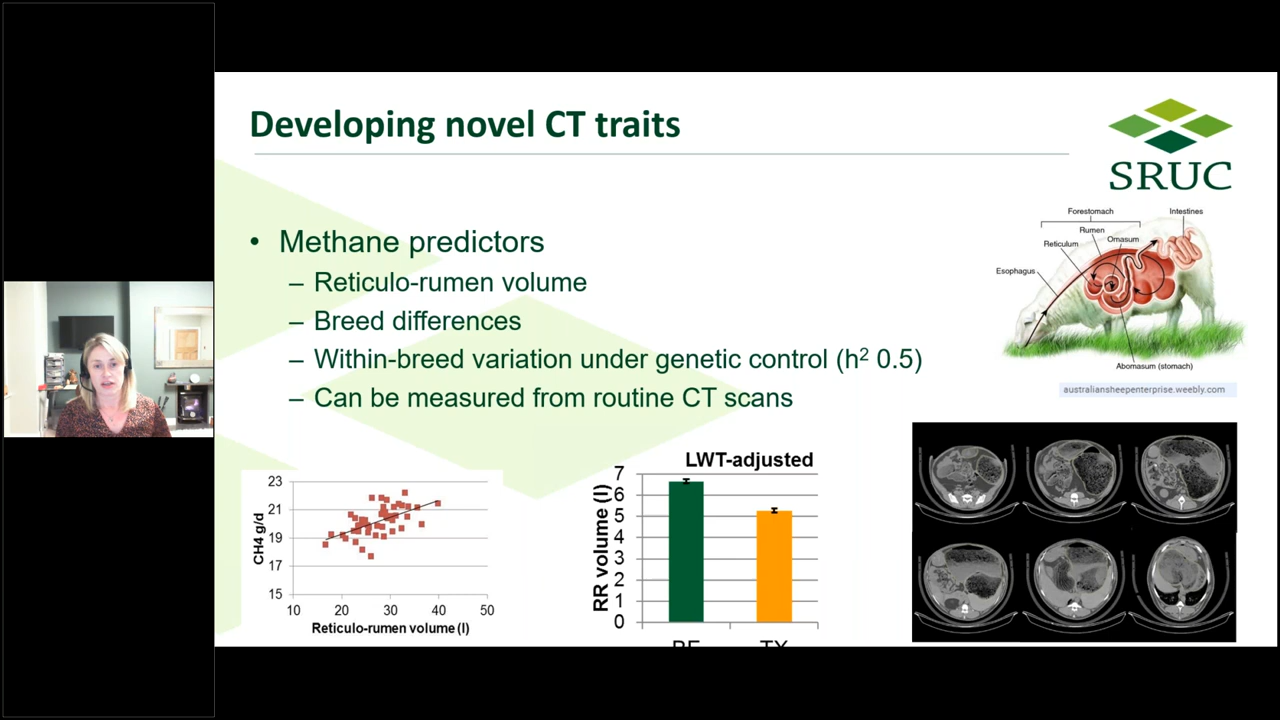 Developing novel CT traits
SRUC
• Methane predictors
– Reticulo-rumen volume
– Breed differences
– Within-breed variation under genetic control (h² 0.5)
– Can be measured from routine CT scans
Forestomach
Intestines
Rumen
Reticulum
Omasum
Esophagus
Abomasum (stomach)
australiansheepenterprise.weebly.com
CH4 g/d
23
21
19
17
15
10 20 30 40 50
Reticulo-rumen volume (l)
LWT-adjusted
RR volume (l)
7
6
5
4
3
2
1
0
TX